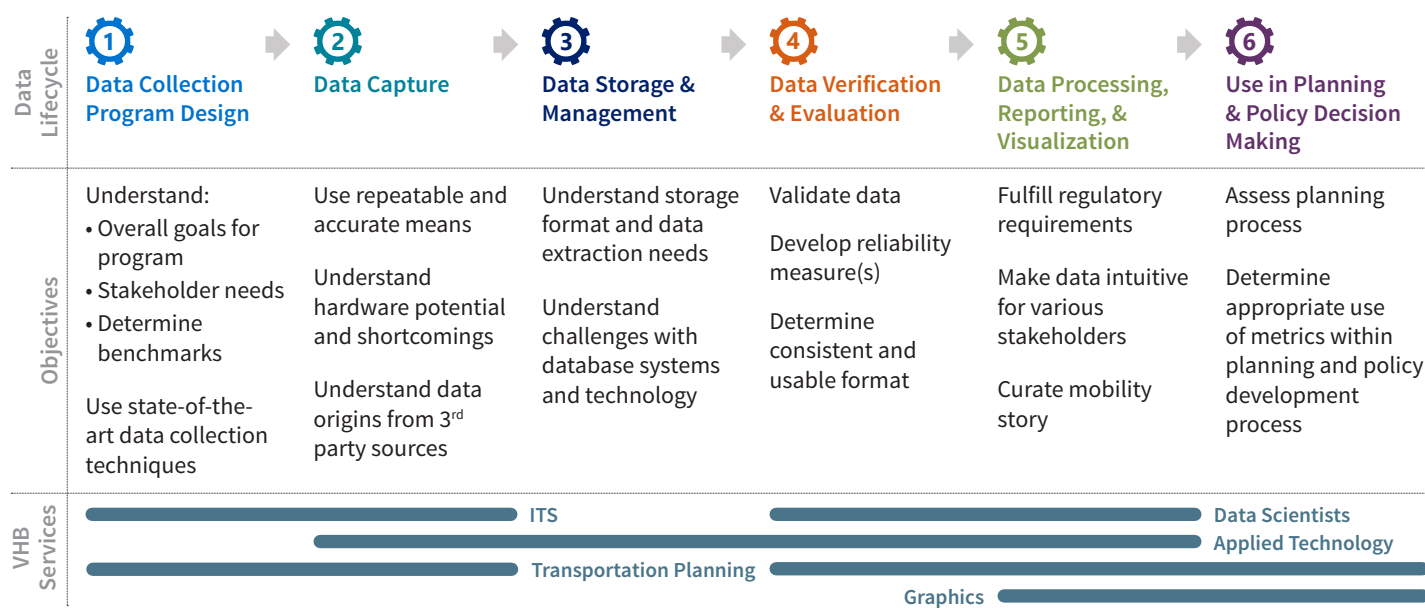 Data
Lifecycle
1
Data Collection
Program Design
2
Data Capture
3
Data Storage &
Management
4
Data Verification
& Evaluation
5
Data Processing,
Reporting, &
Visualization
6
Use in Planning
& Policy Decision
Making
Objectives
Understand:
• Overall goals for
program
• Stakeholder needs
• Determine
benchmarks
Use state-of-the-
art data collection
techniques
Use repeatable and
accurate means
Understand
hardware potential
and shortcomings
Understand data
origins from 3rd
party sources
Understand storage
format and data
extraction needs
Understand
challenges with
database systems
and technology
Validate data
Develop reliability
measure(s)
Determine
consistent and
usable format
Fulfill regulatory
requirements
Make data intuitive
for various
stakeholders
Curate mobility
story
Assess planning
process
Determine
appropriate use
of metrics within
planning and policy
development
process
VHB
Services
ITS
Data Scientists
Applied Technology
Transportation Planning
Graphics